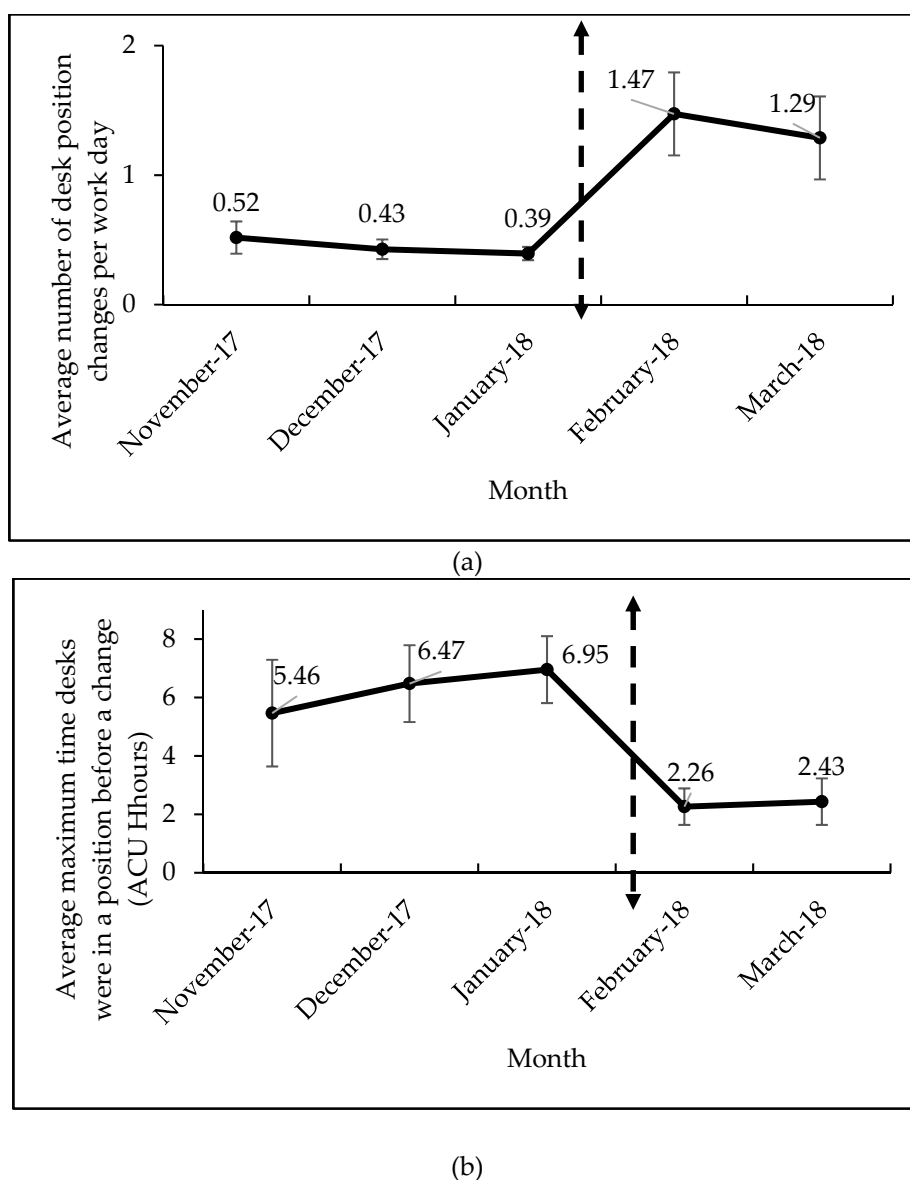 Average number of desk position
changes per work day
2
1
0
0.52
0.43
0.39
1.47
1.29
November-17
December-17
January-18
February-18
March-18
Month
(a)
Average maximum time desks
were in a position before a change
(ACU Hhours)
8
6
4
2
0
5.46
6.47
6.95
2.26
2.43
November-17
December-17
January-18
February-18
March-18
Month
(b)